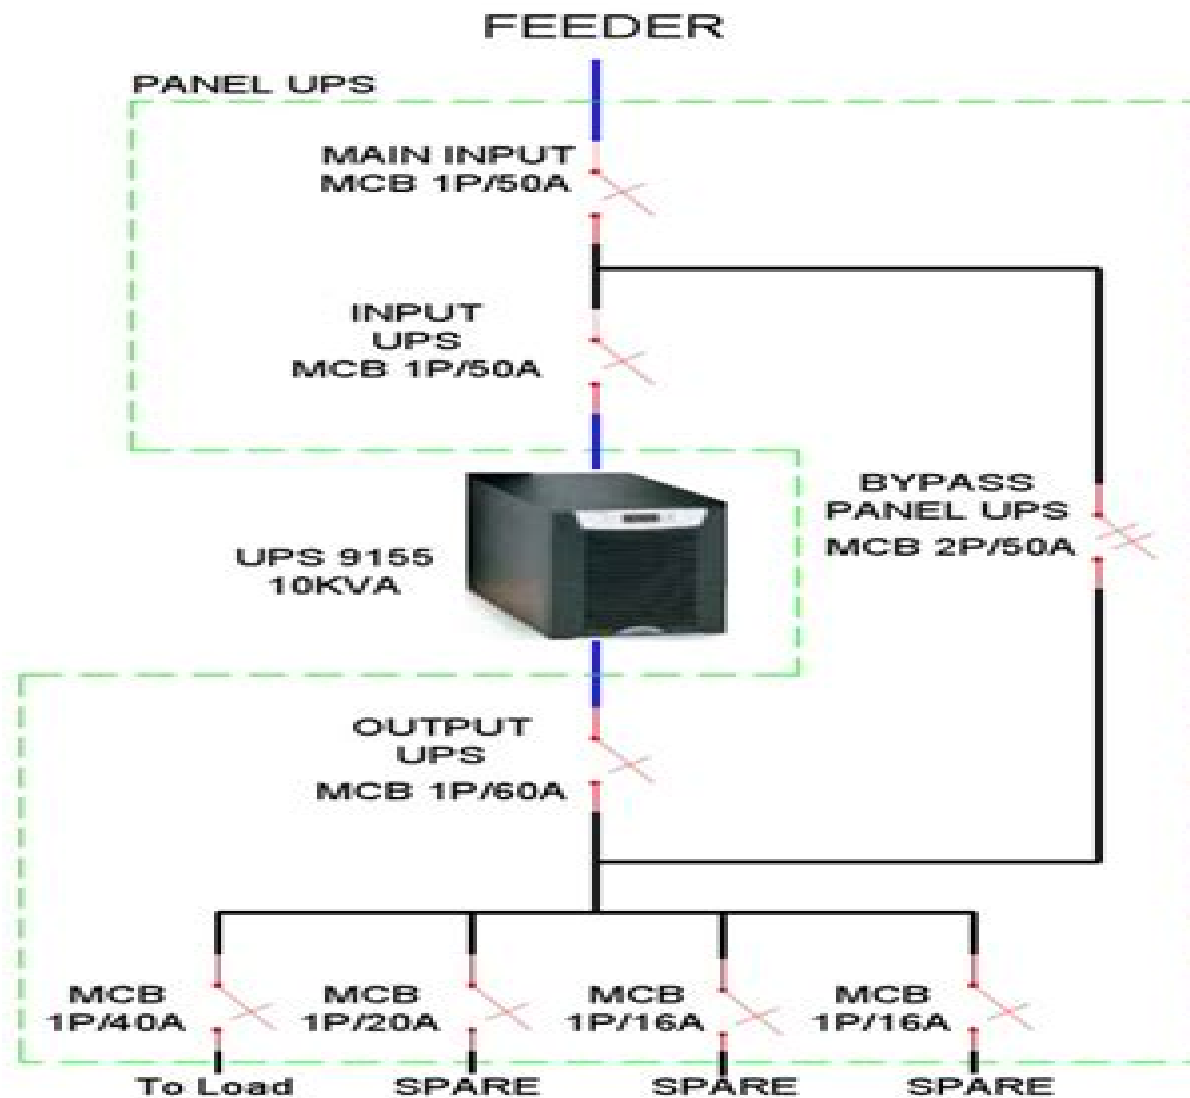 FEEDER
PANEL UPS
MAIN INPUT
MCB 1P/50A
INPUT
UPS
MCB 1P/50A
BYPASS
PANEL UPS
MCB 2P/50A
UPS 9155
10KVA
OUTPUT
UPS
MCB 1P/60A
MCB
1P/40A
MCB
1P/20A
MCB
1P/16A
MCB
1P/16A
To Load
SPARE
SPARE
SPARE